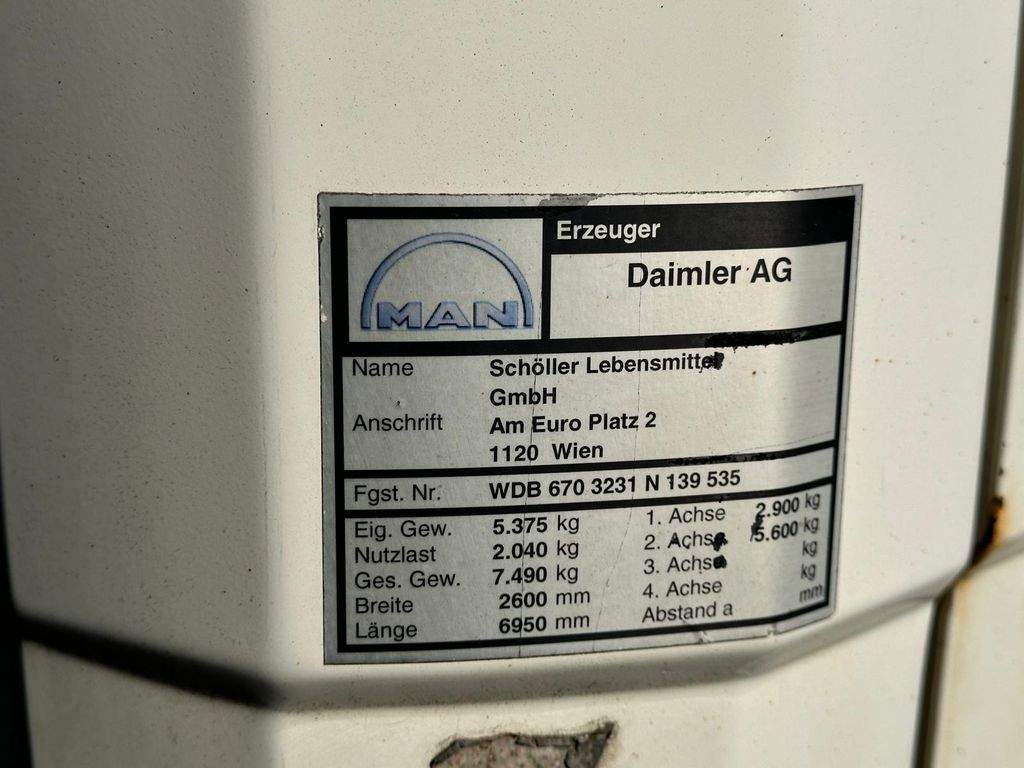 MAN
Erzeuger
Daimler AG
Name Schöller Lebensmittel
GmbH
Anschrift Am Euro Platz 2
1120 Wien
Fgst. Nr. WDB 670 3231 N 139 535
Eig. Gew. 5.375 kg 1. Achse 2.900 kg
Nutzlast 2.040 kg 2. Achse 5.600 kg
Ges. Gew. 7.490 kg 3. Achse kg
Breite 2600 mm 4. Achse kg
Länge 6950 mm Abstand a mm